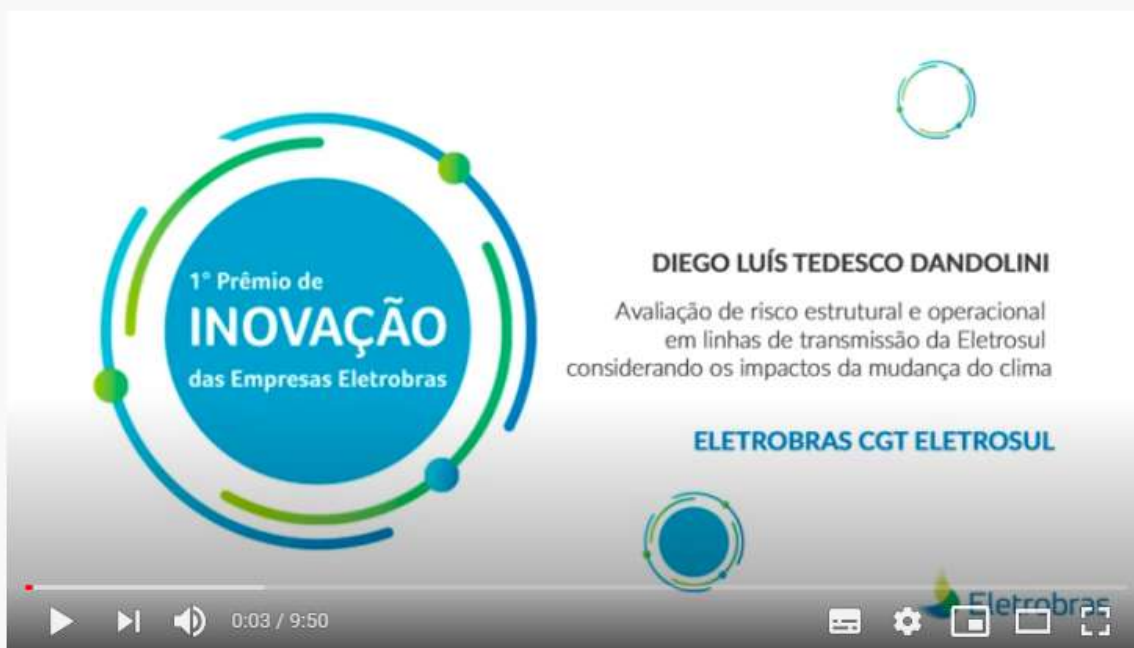 1° Prêmio de
INOVAÇÃO
das Empresas Eletrobras
DIEGO LUÍS TEDESCO DANDOLINI
Avaliação de risco estrutural e operacional
em linhas de transmissão da Eletrosul
considerando os impactos da mudança do clima
ELETROBRAS CGT ELETROSUL
Eletrobras
0:03 / 9:50